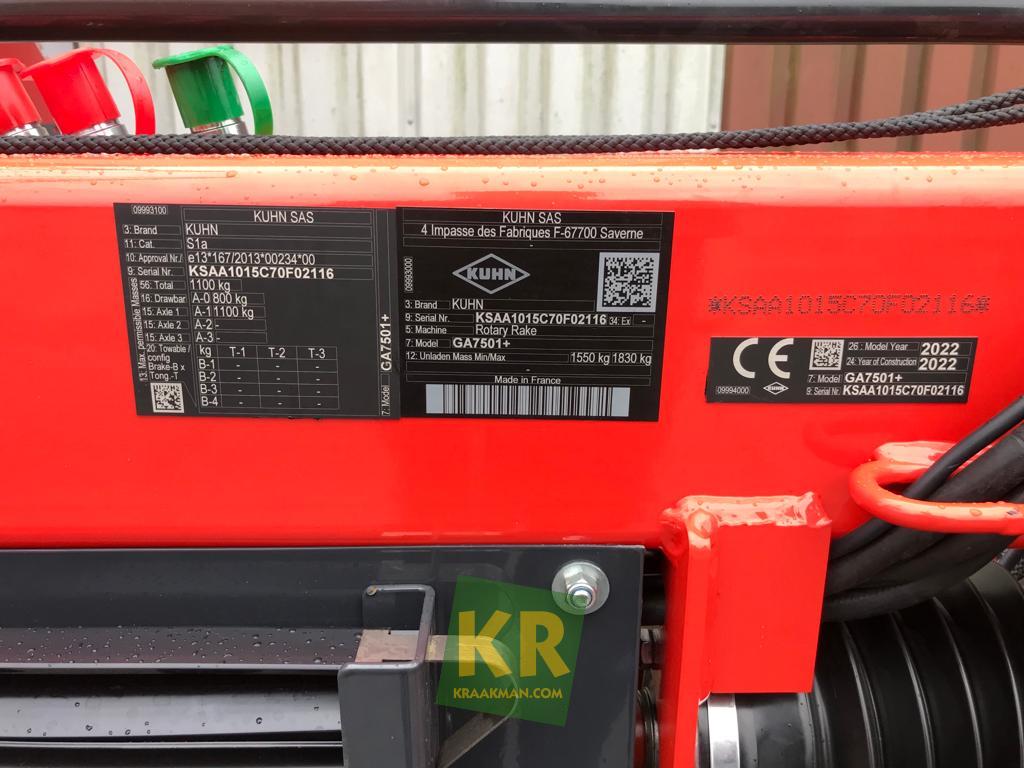 09993100
KUHN SAS
3: Brand KUHN
11: Cat. S1a
10: Approval Nr./ e13*167/2013*00234*00
9: Serial Nr. KSAA1015C70F02116
13: Max. permissible Masses
56: Total 1100 kg
16: Drawbar A-0 800 kg
15: Axle 1 A-1 1100 kg
15: Axle 2 A-2 -
15: Axle 3 A-3 -
20: Towable / config kg T-1 T-2 T-3
Brake-B x B-1 - - -
Tong.-T B-2 - - -
B-3 - - -
B-4 - - -
7: Model GA7501+
KUHN SAS
4 Impasse des Fabriques F-67700 Saverne
-
09993000
KUHN
3: Brand KUHN
9: Serial Nr. KSAA1015C70F02116 34: Ex -
5: Machine Rotary Rake
7: Model GA7501+
12: Unladen Mass Min/Max 1550 kg 1830 kg
-
Made in France
*KSAA1015C70F02116*
CE
26: Model Year 2022
24: Year of Construction 2022
7: Model GA7501+
09994000 KUHN 9: Serial Nr. KSAA1015C70F02116
KR
KRAAKMAN.COM